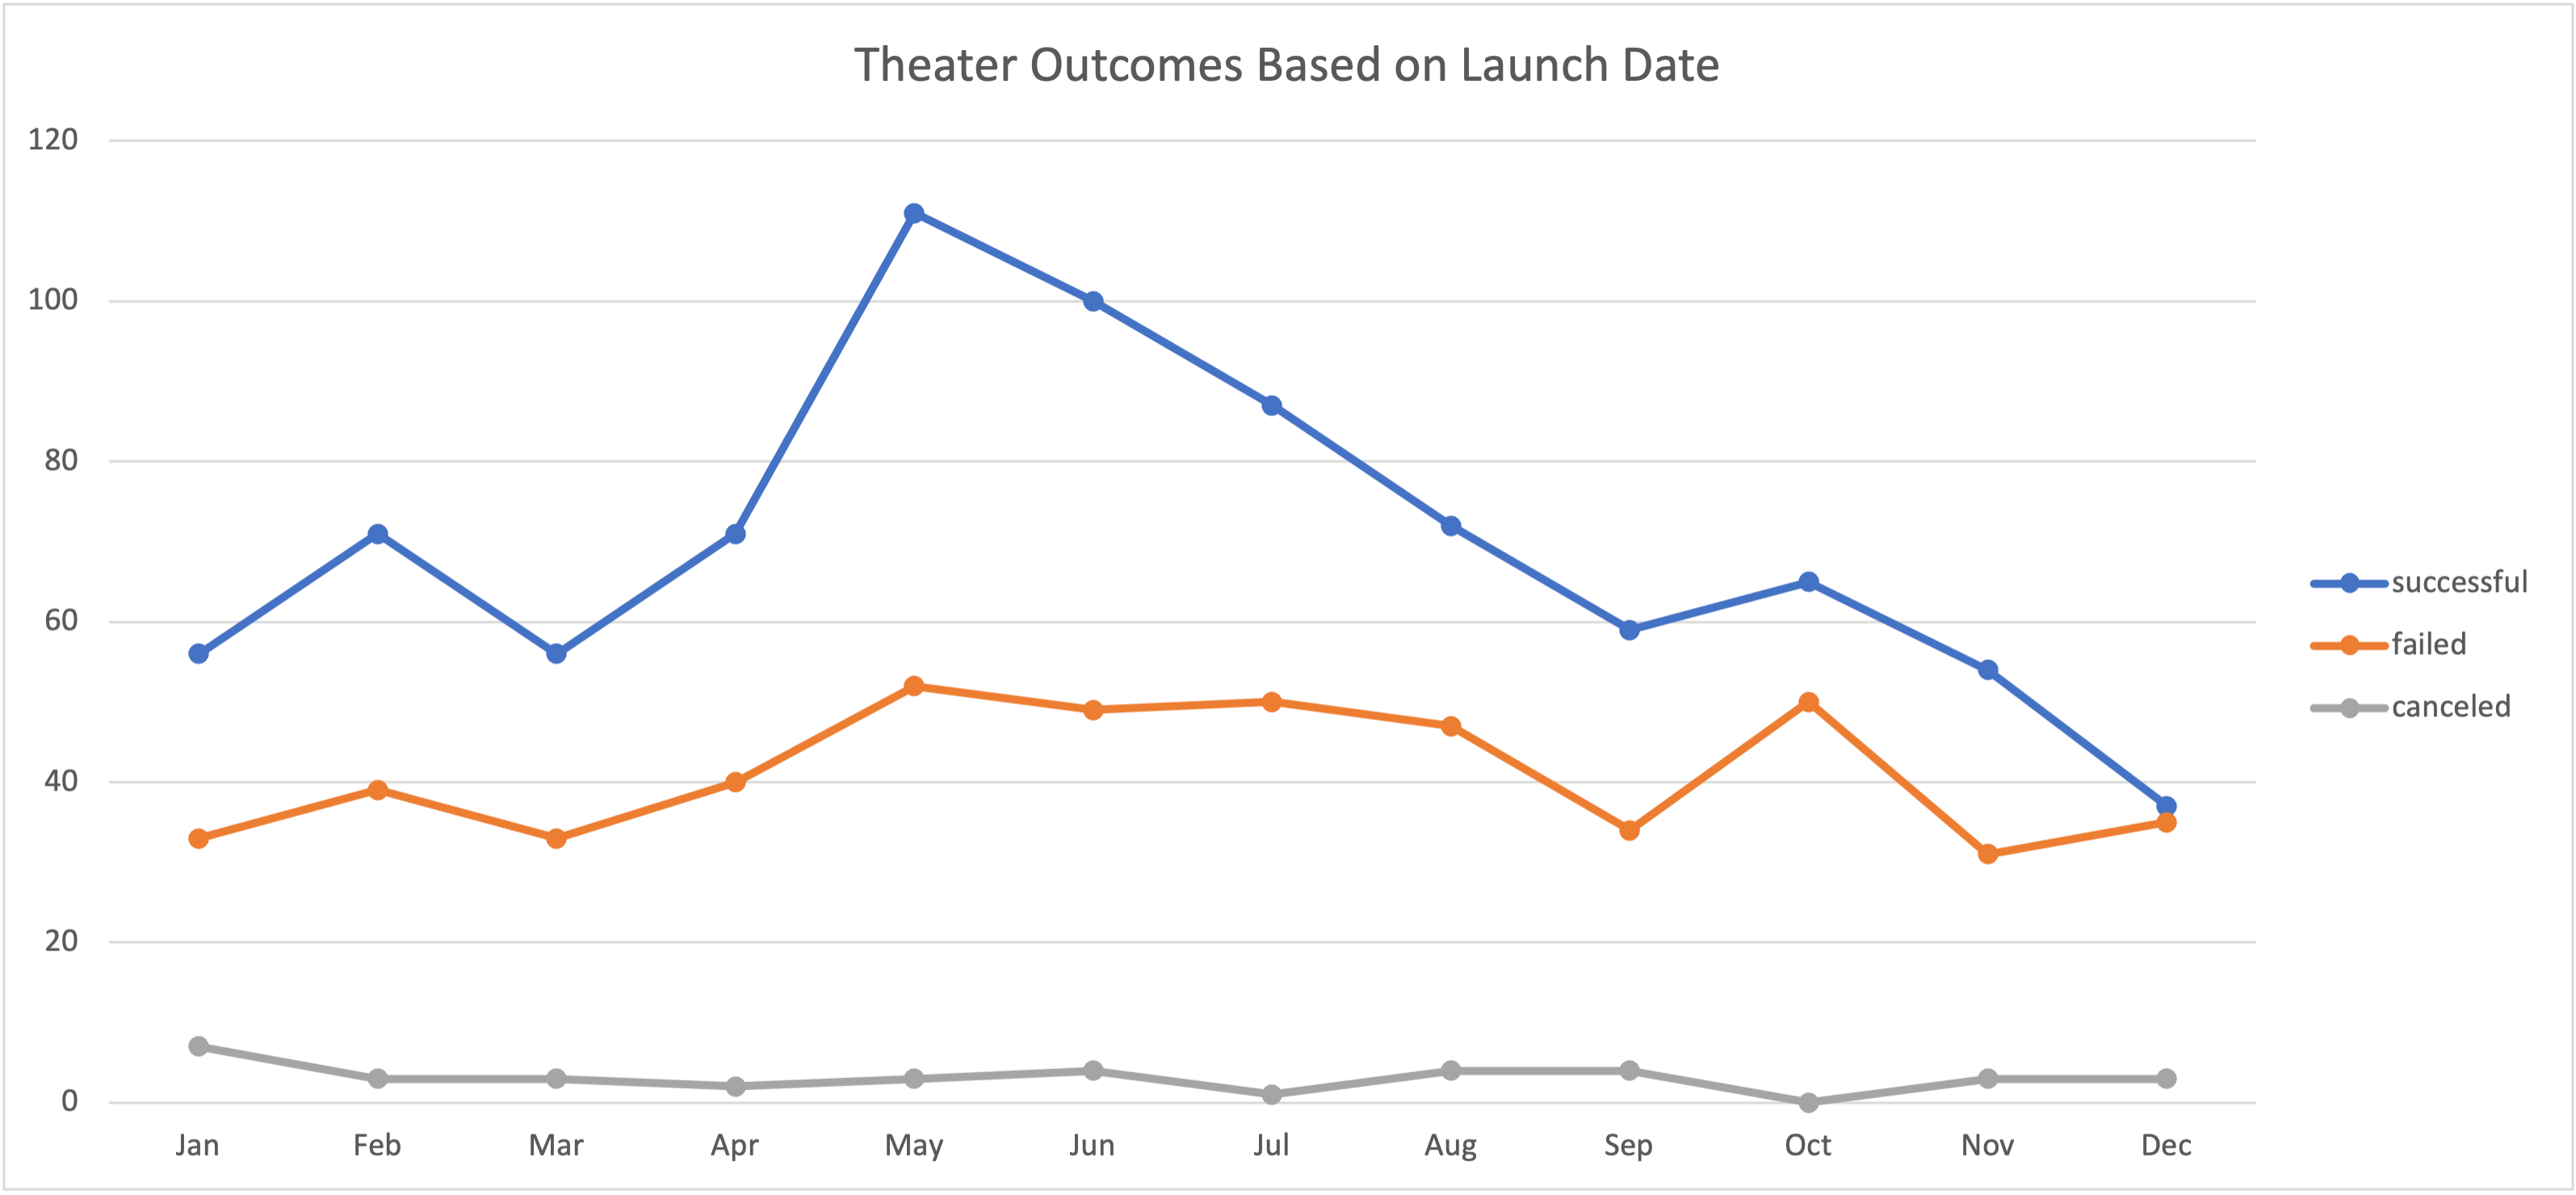 Theater Outcomes Based on Launch Date
120
100
80
60
40
20
0
Jan Feb Mar Apr May Jun Jul Aug Sep Oct Nov Dec
successful
failed
canceled